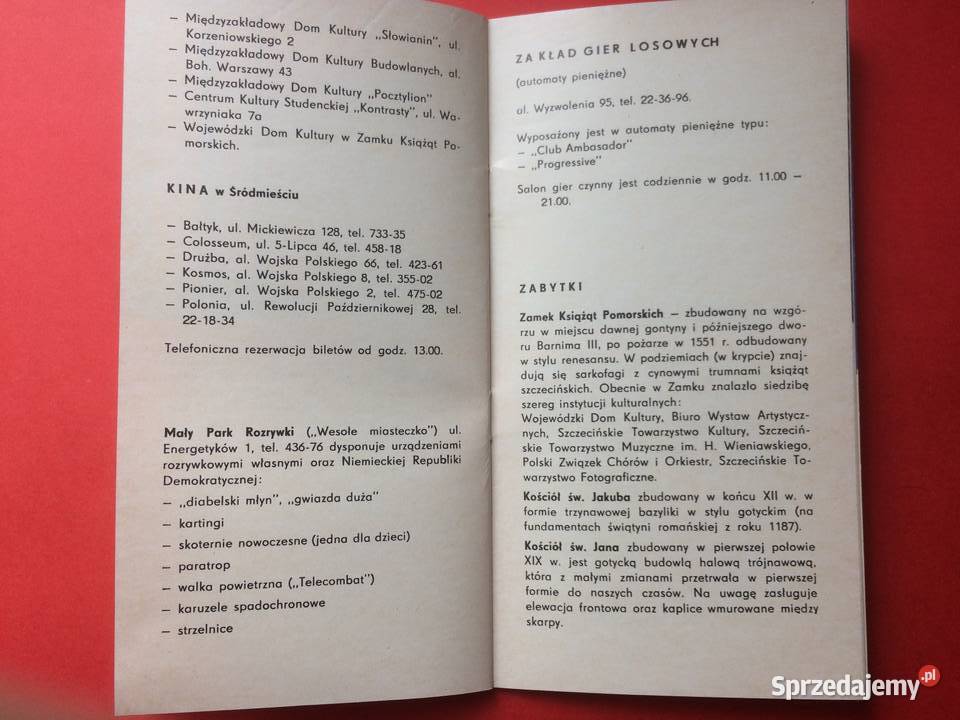 – Międzyzakładowy Dom Kultury „Słowianin", ul.
Korzeniowskiego 2
– Międzyzakładowy Dom Kultury Budowlanych, al.
Boh. Warszawy 43
– Międzyzakładowy Dom Kultury „Pocztylion"
– Centrum Kultury Studenckiej „Kontrasty", ul. Wa-
wrzyniaka 7a
– Wojewódzki Dom Kultury w Zamku Książąt Po-
morskich.
KINA w Śródmieściu
– Bałtyk, ul. Mickiewicza 128, tel. 733-35
– Colosseum, ul. 5-Lipca 46, tel. 458-18
– Drużba, al. Wojska Polskiego 66, tel. 423-61
– Kosmos, al. Wojska Polskiego 8, tel. 355-02
– Pionier, al. Wojska Polskiego 2, tel. 475-02
– Polonia, ul. Rewolucji Październikowej 28, tel.
22-18-34
Telefoniczna rezerwacja biletów od godz. 13.00.
Mały Park Rozrywki („Wesołe miasteczko") ul.
Energetyków 1, tel. 436-76 dysponuje urządzeniami
rozrywkowymi własnymi oraz Niemieckiej Republiki
Demokratycznej:
– „diabelski młyn", „gwiazda duża"
– kartingi
– skoternie nowoczesne (jedna dla dzieci)
– paratrop
– walka powietrzna („Telecombat")
– karuzele spadochronowe
– strzelnice
ZAKŁAD GIER LOSOWYCH
(automaty pieniężne)
al. Wyzwolenia 95, tel. 22-36-96.
Wyposażony jest w automaty pieniężne typu:
– „Club Ambasador"
– „Progressive"
Salon gier czynny jest codziennie w godz. 11.00 –
21.00.
ZABYTKI
Zamek Książąt Pomorskich – zbudowany na wzgó-
rzu w miejscu dawnej gontyny i późniejszego dwo-
ru Barnima III, po pożarze w 1551 r. odbudowany
w stylu renesansu. W podziemiach (w krypcie) znaj-
dują się sarkofagi z cynowymi trumnami książąt
szczecińskich. Obecnie w Zamku znalazło siedzibę
szereg instytucji kulturalnych:
Wojewódzki Dom Kultury, Biuro Wystaw Artystycz-
nych, Szczecińskie Towarzystwo Kultury, Szczeciń-
skie Towarzystwo Muzyczne im. H. Wieniawskiego,
Polski Związek Chórów i Orkiestr, Szczecińskie To-
warzystwo Fotograficzne.
Kościół św. Jakuba zbudowany w końcu XII w. w
formie trzynawowej bazyliki w stylu gotyckim (na
fundamentach świątyni romańskiej z roku 1187).
Kościół św. Jana zbudowany w pierwszej połowie
XIX w. jest gotycką budowlą halową trójnawową,
która z małymi zmianami przetrwała w pierwszej
formie do naszych czasów. Na uwagę zasługuje
elewacja frontowa oraz kaplice wmurowane między
skarpy.
Sprzedajemy.pl